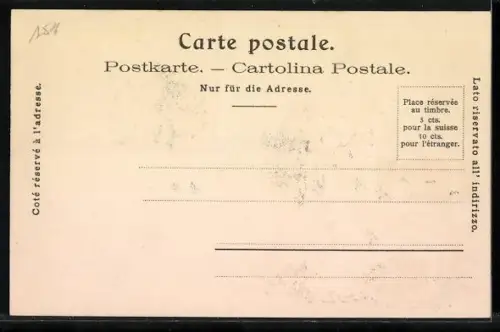 Carte postale.
Postkarte. — Cartolina Postale.
Nur für die Adresse.
Place réservée
au timbre.
5 cts.
pour la suisse
10 cts.
pour l'étranger.
Coté réservé à l'adresse.
Lato riservato all' indirizzo.